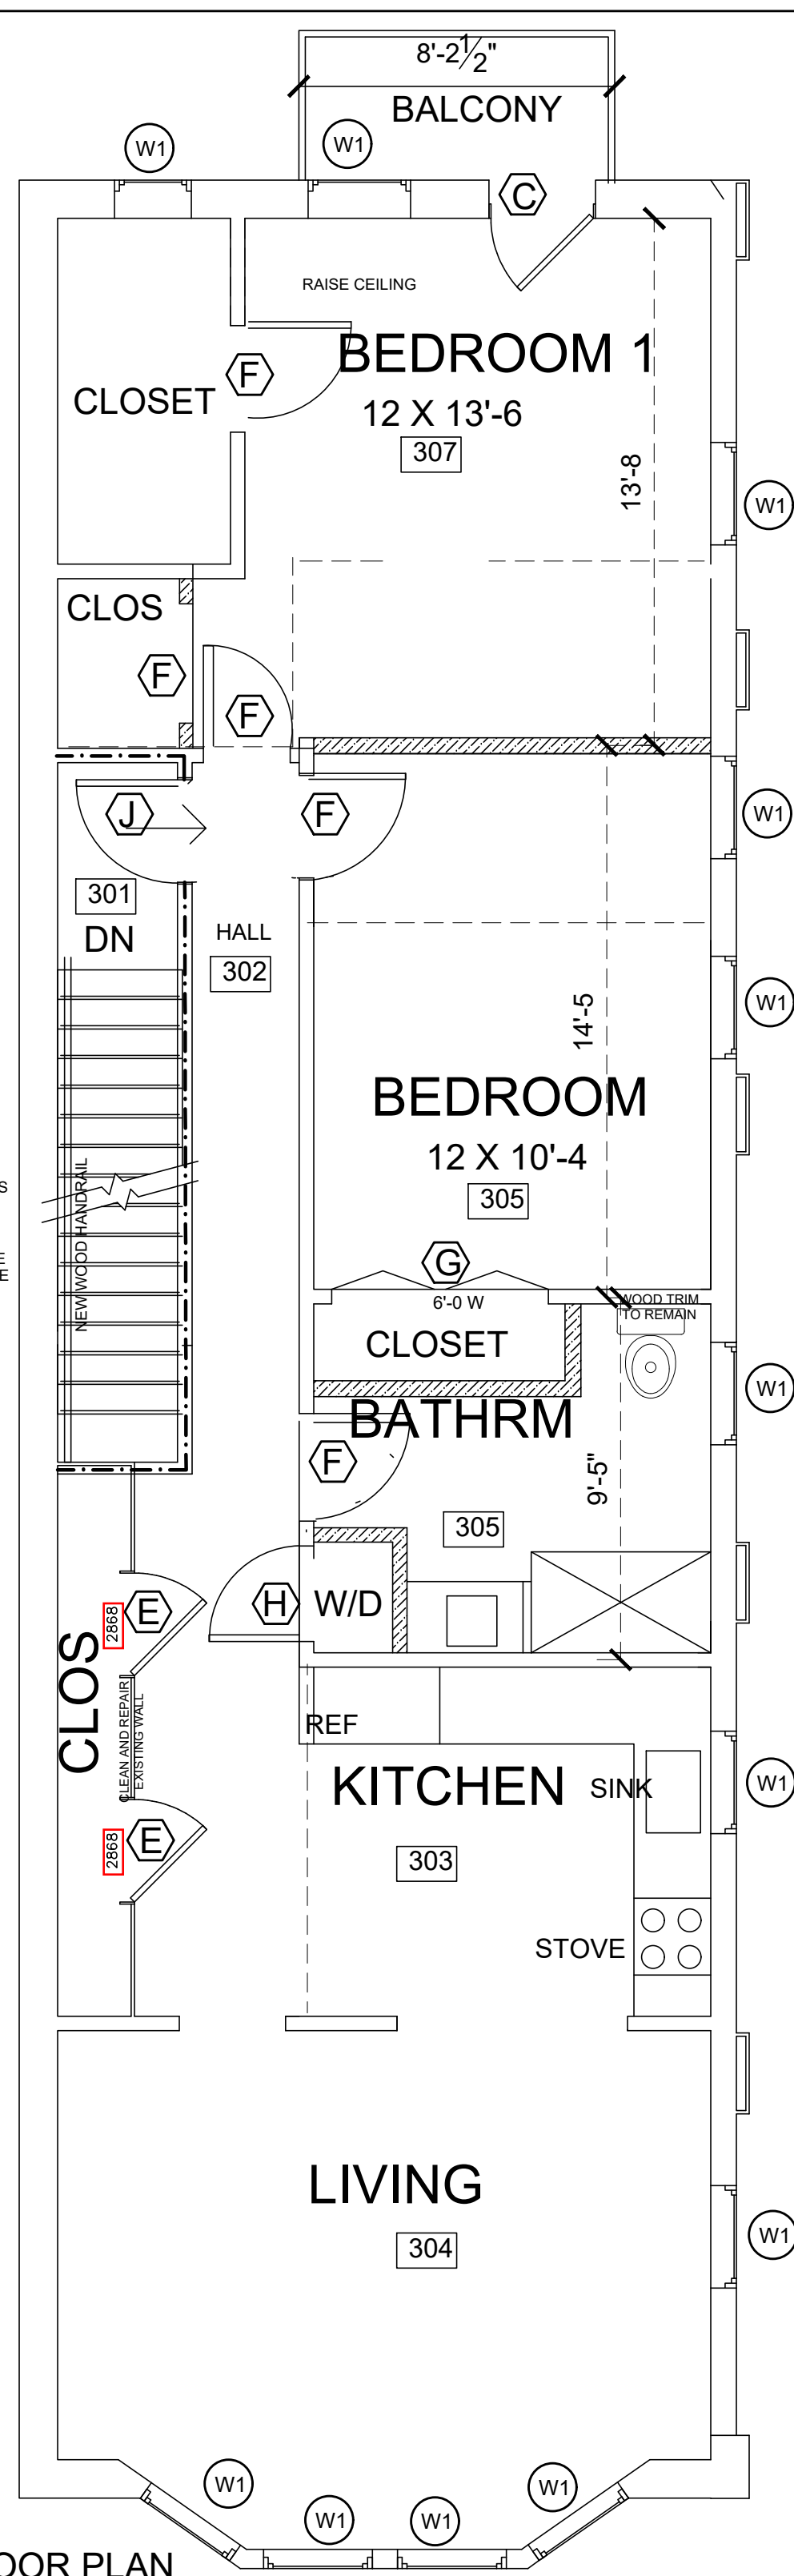 8'-2 1/2"
BALCONY
W1
W1
C
RAISE CEILING
BEDROOM 1
F
CLOSET
12 X 13'-6
307
13'-8
W1
CLOS
F
F
J
F
W1
301
DN
HALL
302
W1
14'-5
BEDROOM
12 X 10'-4
305
S
NEW WOOD HANDRAIL
E
E
G
6'-0 W
WOOD TRIM
TO REMAIN
CLOSET
W1
BATHRM
F
9'-5"
305
H
W/D
E
2868
CLOS
CLEAN AND REPAIR
EXISTING WALL
REF
KITCHEN
SINK
W1
2868
E
303
STOVE
LIVING
304
W1
W1
W1
W1
W1
OOR PLAN